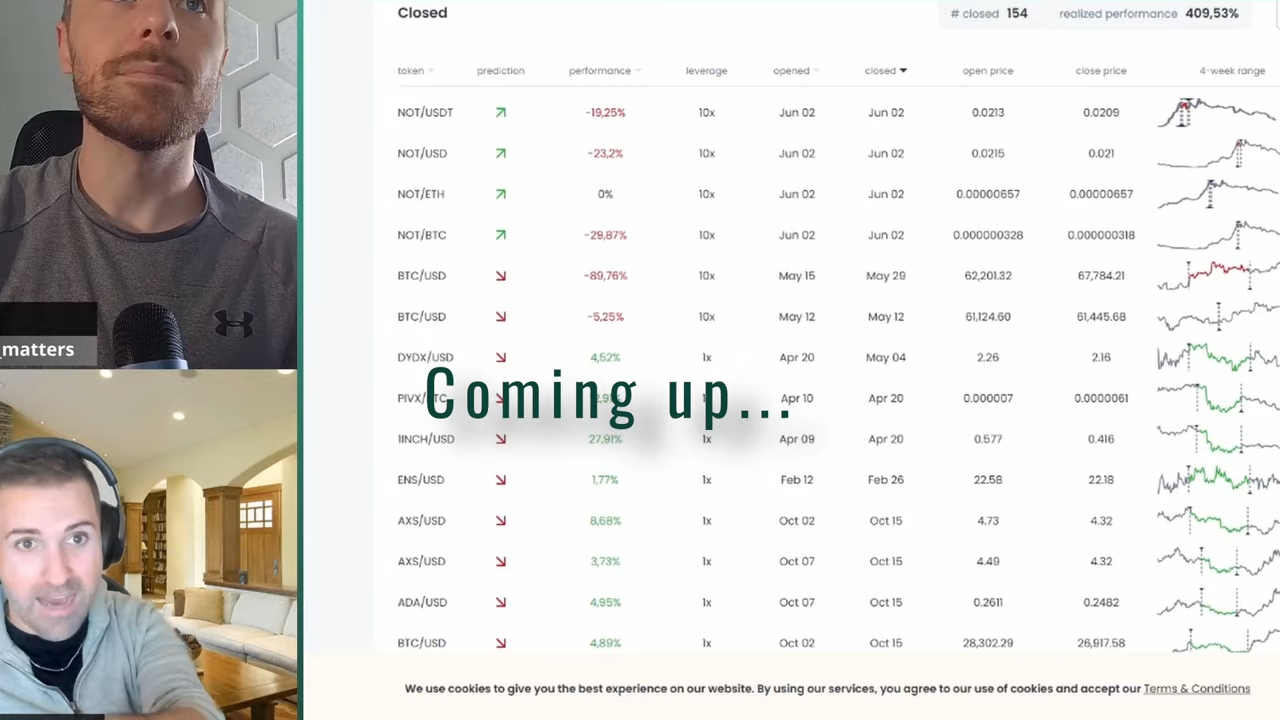 Closed
# closed 154 realized performance 409,53%
token prediction performance leverage opened closed open price close price 4-week range
NOT/USDT -19,25% 10x Jun 02 Jun 02 0.0213 0.0209
NOT/USD -23,2% 10x Jun 02 Jun 02 0.0215 0.021
NOT/ETH 0% 10x Jun 02 Jun 02 0.00000657 0.00000657
NOT/BTC -29,87% 10x Jun 02 Jun 02 0.000000328 0.000000318
BTC/USD -89,76% 10x May 15 May 29 62,201.32 67,784.21
BTC/USD -5,25% 10x May 12 May 12 61,124.60 61,445.68
_matters
DYDX/USD 4,52% 1x Apr 20 May 04 2.26 2.16
Coming up...
Apr 10 Apr 20 0.000007 0.0000061
1INCH/USD 27,91% 1x Apr 09 Apr 20 0.577 0.416
ENS/USD 1,77% 1x Feb 12 Feb 26 22.58 22.18
AXS/USD 8,68% 1x Oct 02 Oct 15 4.73 4.32
AXS/USD 3,73% 1x Oct 07 Oct 15 4.49 4.32
ADA/USD 4,95% 1x Oct 07 Oct 15 0.2611 0.2482
BTC/USD 4,89% 1x Oct 02 Oct 15 28,302.29 26,917.58
We use cookies to give you the best experience on our website. By using our services, you agree to our use of cookies and accept our Terms & Conditions